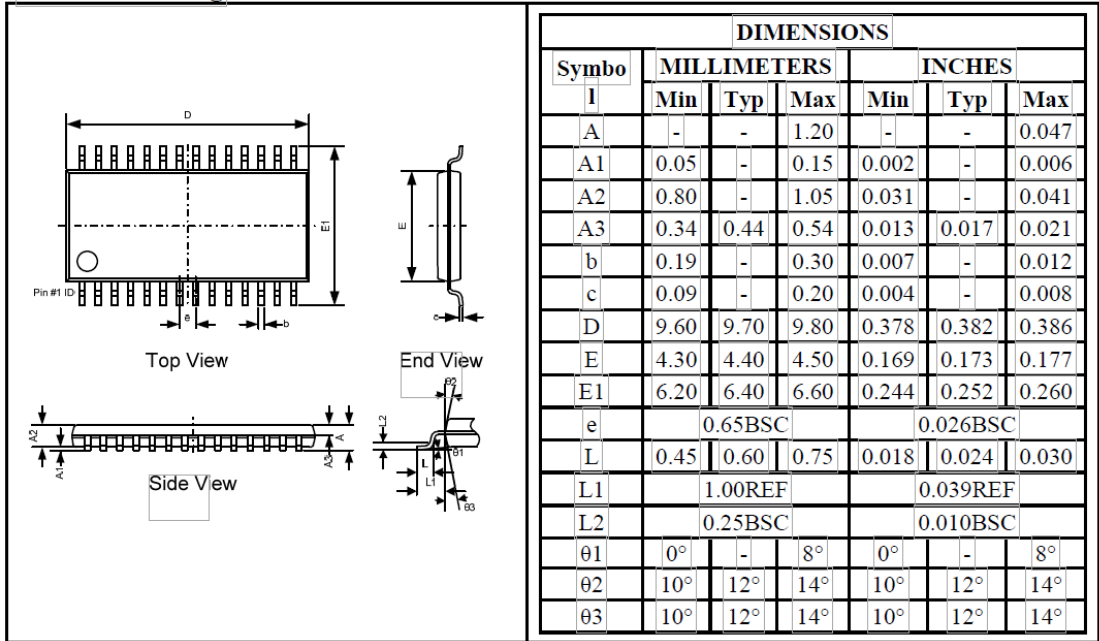 D
E1
Pin #1 ID
e
b
Top View
E
c
End View
A2
A1
A
A3
Side View
θ2
L2
θ1
L
L1
θ3
DIMENSIONS
Symbo
l
MILLIMETERS INCHES
Min Typ Max Min Typ Max
A - - 1.20 - - 0.047
A1 0.05 - 0.15 0.002 - 0.006
A2 0.80 - 1.05 0.031 - 0.041
A3 0.34 0.44 0.54 0.013 0.017 0.021
b 0.19 - 0.30 0.007 - 0.012
c 0.09 - 0.20 0.004 - 0.008
D 9.60 9.70 9.80 0.378 0.382 0.386
E 4.30 4.40 4.50 0.169 0.173 0.177
E1 6.20 6.40 6.60 0.244 0.252 0.260
e 0.65BSC 0.026BSC
L 0.45 0.60 0.75 0.018 0.024 0.030
L1 1.00REF 0.039REF
L2 0.25BSC 0.010BSC
θ1 0° - 8° 0° - 8°
θ2 10° 12° 14° 10° 12° 14°
θ3 10° 12° 14° 10° 12° 14°